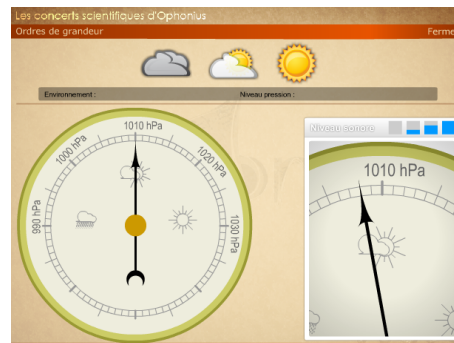 Les concerts scientifiques d'Ophonius
Ordres de grandeur
Ferme
Environnement :
Niveau pression :
990 hPa
1000 hPa
1010 hPa
1020 hPa
1030 hPa
Niveau sonore
1010 hPa